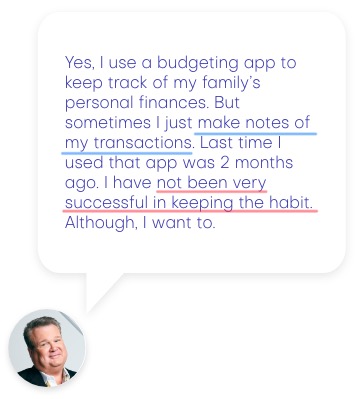 Yes, I use a budgeting app to
keep track of my family's
personal finances. But
sometimes I just make notes of
my transactions. Last time I
used that app was 2 months
ago. I have not been very
successful in keeping the habit.
Although, I want to.